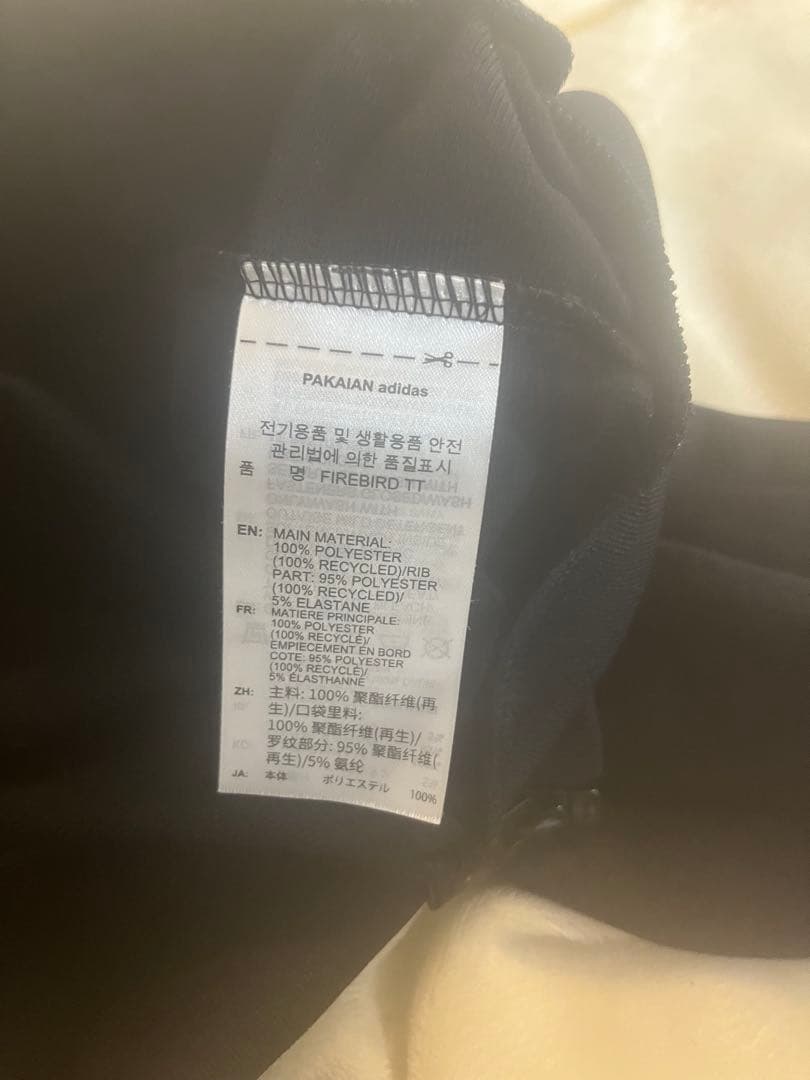 PAKAIAN adidas
전기용품 및 생활용품 안전
관리법에 의한 품질표시
품 명 FIREBIRD TT
EN: MAIN MATERIAL:
100% POLYESTER
(100% RECYCLED)/RIB
PART: 95% POLYESTER
(100% RECYCLED)/
5% ELASTANE
FR: MATIERE PRINCIPALE:
100% POLYESTER
(100% RECYCLÉ)/
EMPIECEMENT EN BORD
COTE: 95% POLYESTER
(100% RECYCLÉ)/
5% ÉLASTHANNE
ZH: 主料: 100% 聚酯纤维(再
生)/口袋里料:
100% 聚酯纤维(再生)/
罗纹部分: 95% 聚酯纤维(
再生)/5% 氨纶
JA: 本体 ポリエステル 100%